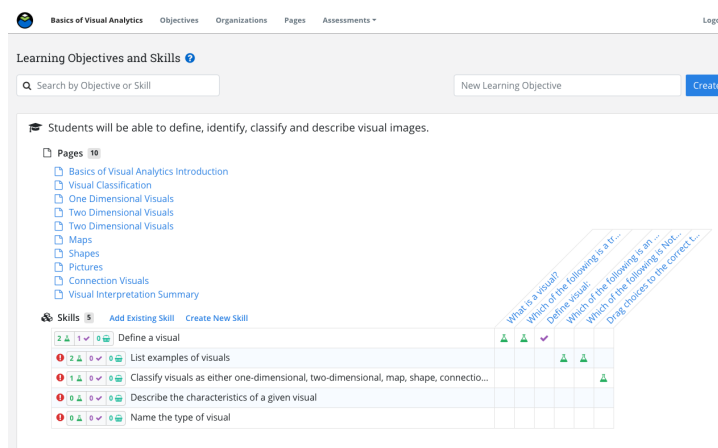 Basics of Visual Analytics Objectives Organizations Pages Assessments
Learning Objectives and Skills
Search by Objective or Skill New Learning Objective Create
Students will be able to define, identify, classify and describe visual images.
Pages 10
Basics of Visual Analytics Introduction
Visual Classification
One Dimensional Visuals
Two Dimensional Visuals
Two Dimensional Visuals
Maps
Shapes
Pictures
Connection Visuals
Visual Interpretation Summary
What is a visual?
Which of the following is a tr...
Define visual:
Which of the following is an ...
Which of the following is Not...
Drag choices to the correct t...
Skills 5 Add Existing Skill Create New Skill
2 1 0 Define a visual
2 0 0 List examples of visuals
1 0 0 Classify visuals as either one-dimensional, two-dimensional, map, shape, connectio...
0 0 0 Describe the characteristics of a given visual
0 0 0 Name the type of visual